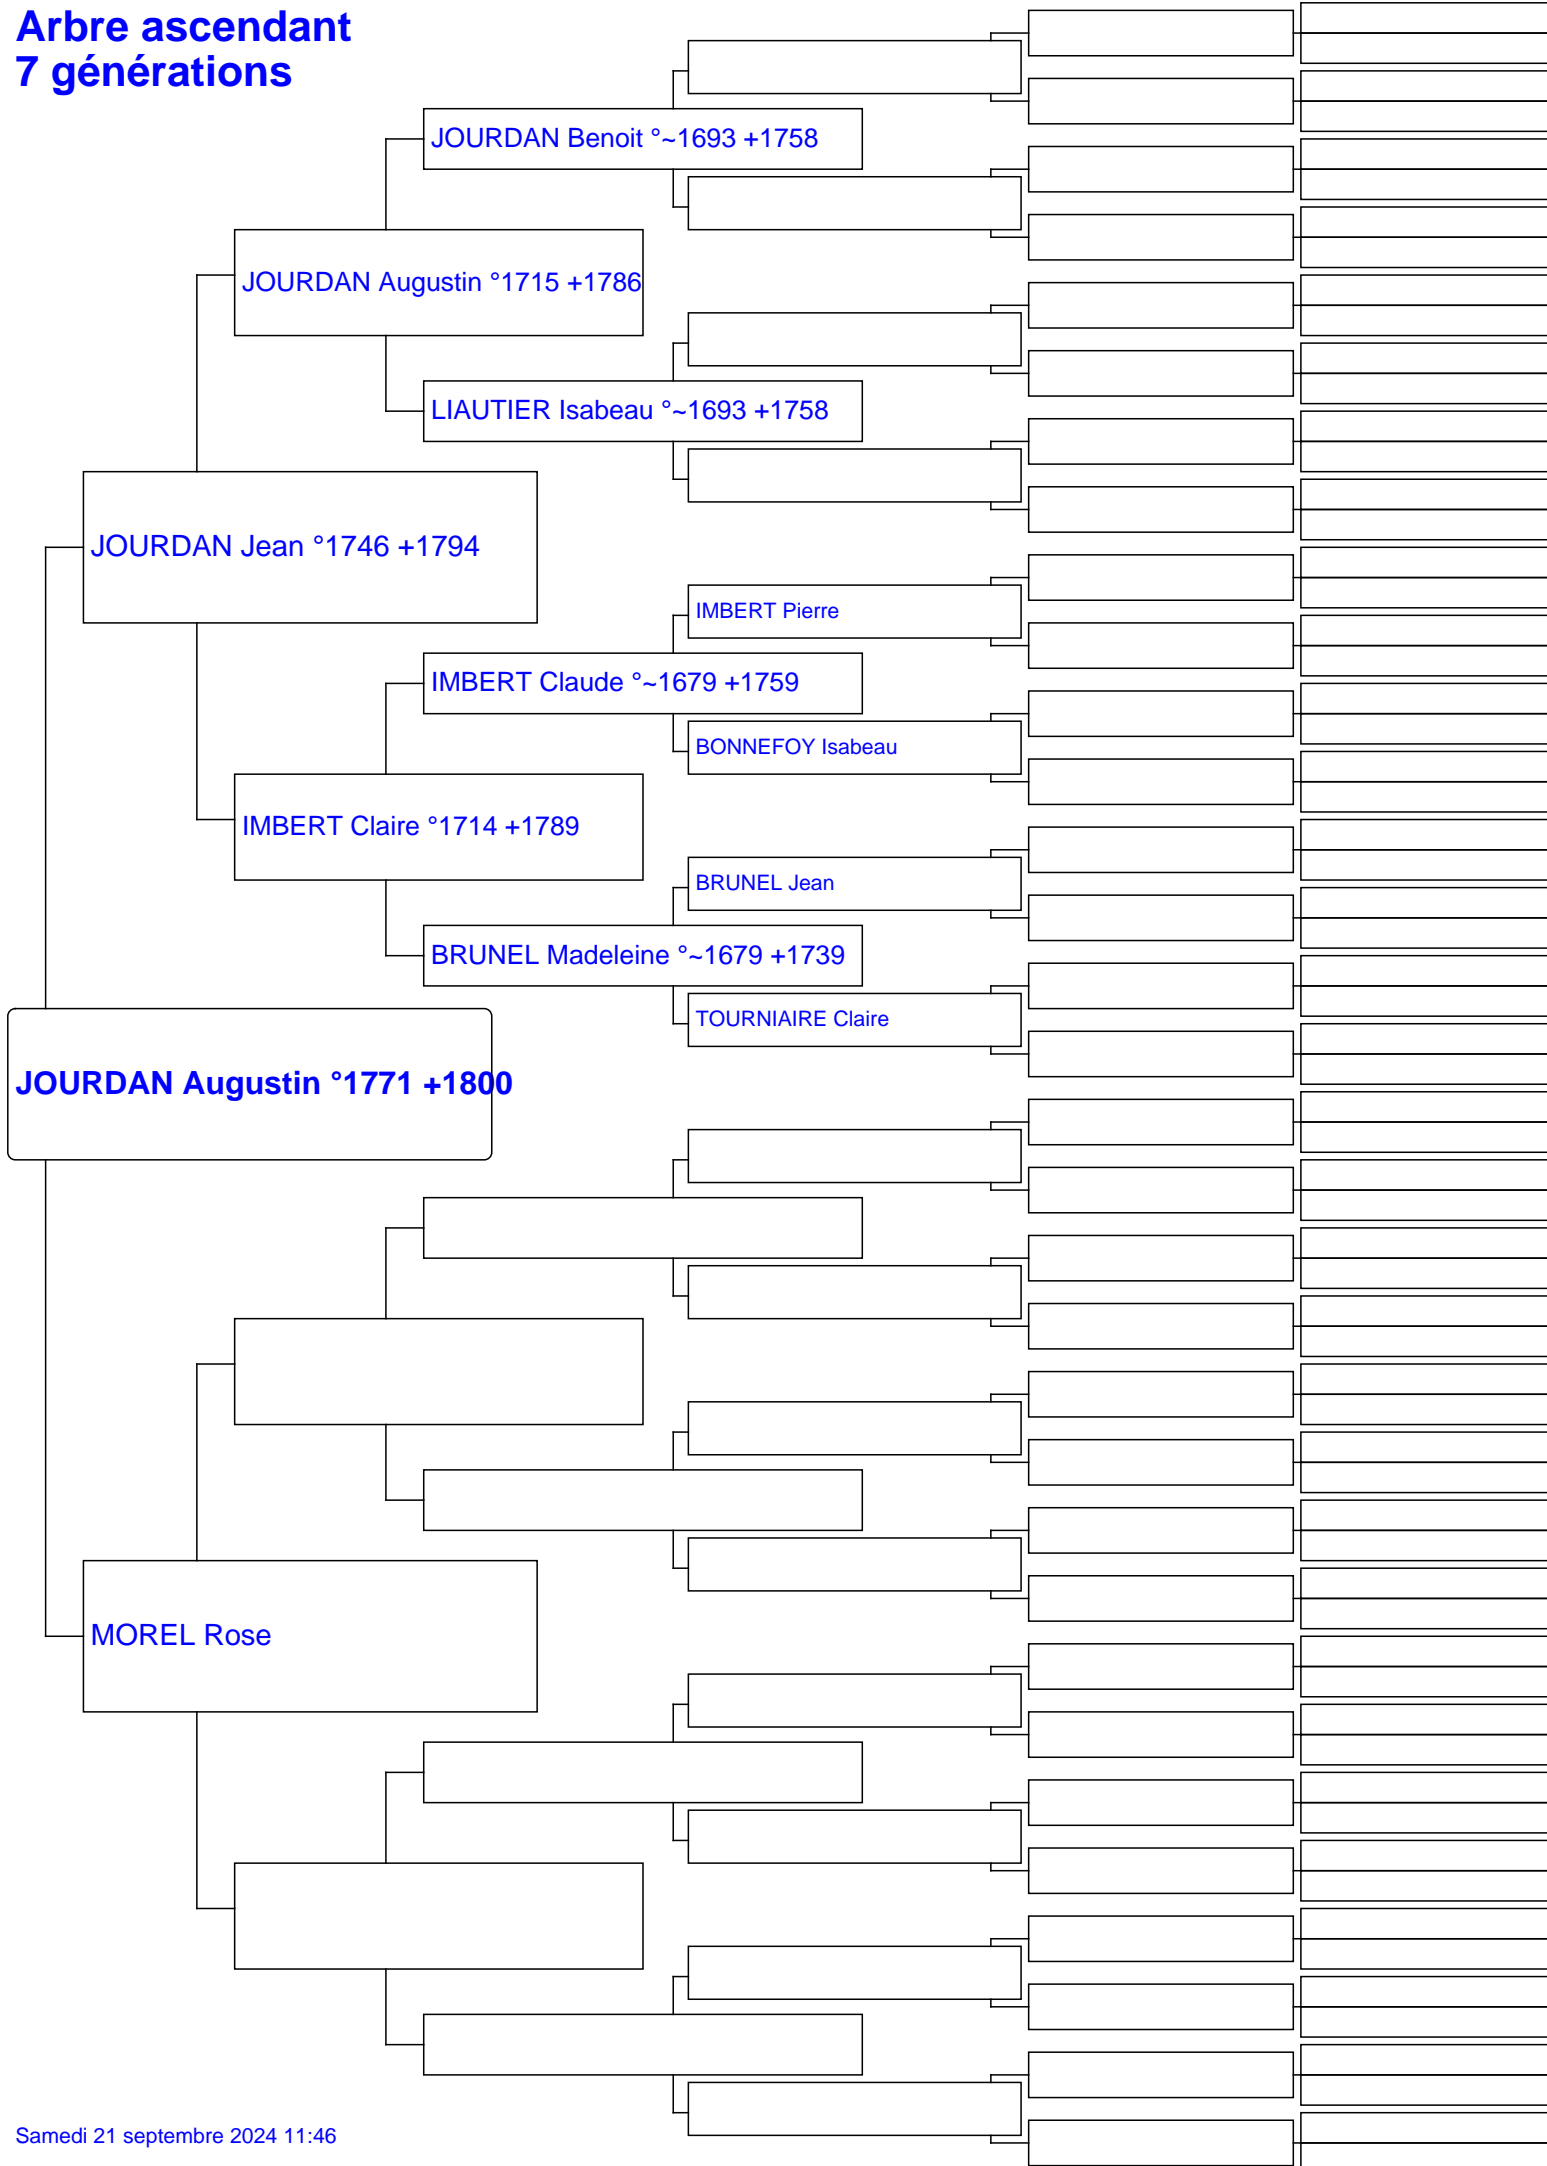 Arbre ascendant
7 générations
JOURDAN Benoit °~1693 +1758
JOURDAN Augustin °1715 +1786
LIAUTIER Isabeau °~1693 +1758
JOURDAN Jean °1746 +1794
IMBERT Pierre
IMBERT Claude °~1679 +1759
BONNEFOY Isabeau
IMBERT Claire °1714 +1789
BRUNEL Jean
BRUNEL Madeleine °~1679 +1739
TOURNIAIRE Claire
JOURDAN Augustin °1771 +1800
MOREL Rose
Samedi 21 septembre 2024 11:46